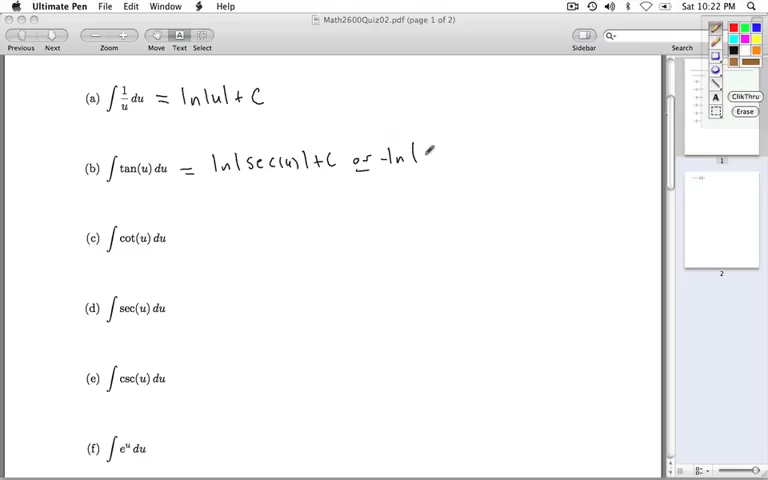 Ultimate Pen File Edit Window Help Sat 10:22 PM
Math2600Quiz02.pdf (page 1 of 2)
Previous Next Zoom Move Text Select Sidebar Search
ClikThru
Erase
A
(a) ∫ 1/u du = ln|u| + C
(b) ∫ tan(u) du = ln|sec(u)| + C or -ln|
(c) ∫ cot(u) du
(d) ∫ sec(u) du
(e) ∫ csc(u) du
(f) ∫ e^u du
1
2